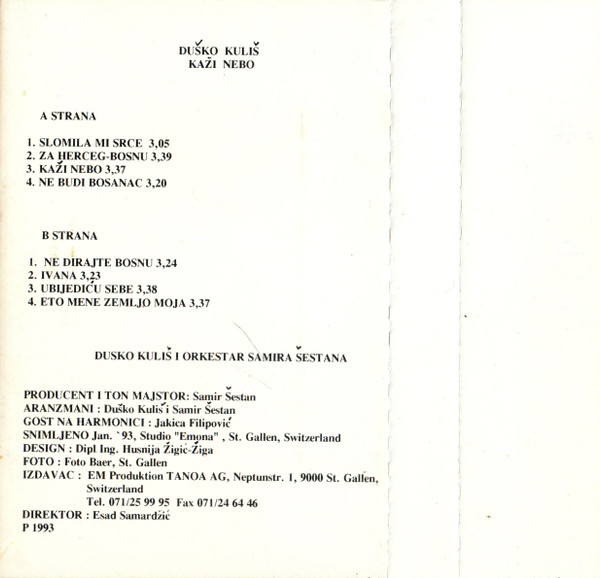 DUŠKO KULIŠ
KAŽI NEBO
A STRANA
1. SLOMILA MI SRCE 3,05
2. ZA HERCEG-BOSNU 3,39
3. KAŽI NEBO 3,37
4. NE BUDI BOSANAC 3,20
B STRANA
1. NE DIRAJTE BOSNU 3,24
2. IVANA 3,23
3. UBIJEDIĆU SEBE 3,38
4. ETO MENE ZEMLJO MOJA 3,37
DUSKO KULIŠ I ORKESTAR SAMIRA ŠESTANA
PRODUCENT I TON MAJSTOR: Samir Šestan
ARANZMANI : Duško Kuliš i Samir Šestan
GOST NA HARMONICI : Jakica Filipović
SNIMLJENO Jan. `93, Studio "Emona" , St. Gallen, Switzerland
DESIGN : Dipl Ing. Husnija Žigić-Žiga
FOTO : Foto Baer, St. Gallen
IZDAVAC : EM Produktion TANOA AG, Neptunstr. 1, 9000 St. Gallen,
Switzerland
Tel. 071/25 99 95 Fax 071/24 64 46
DIREKTOR : Esad Samardžić
P 1993